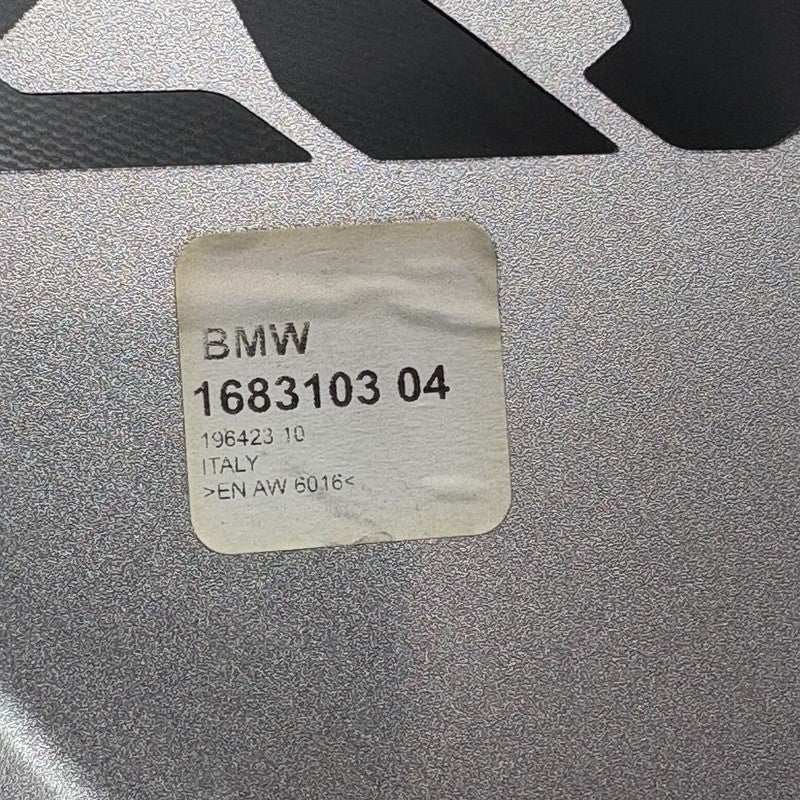 BMW
1683103 04
196423 10
ITALY
>EN AW 6016<